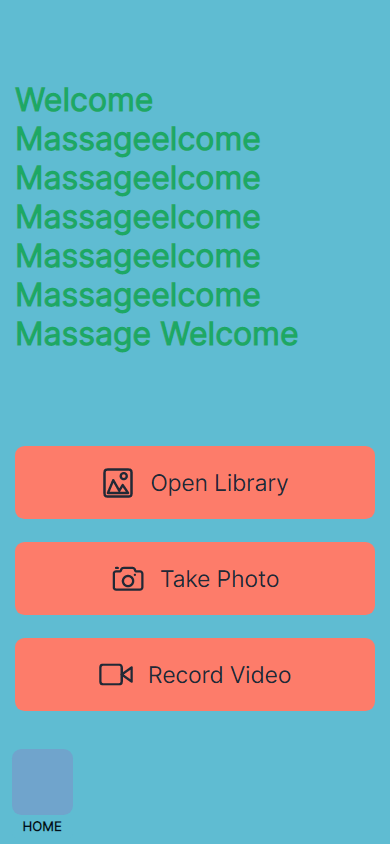 Welcome
Massageelcome
Massageelcome
Massageelcome
Massageelcome
Massageelcome
Massage Welcome
Open Library
Take Photo
Record Video
HOME